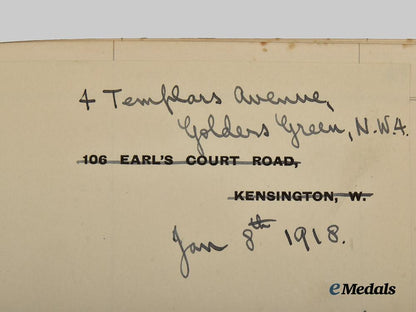 4 Templars Avenue,
Golders Green, N.W.4.
106 EARL'S COURT ROAD,
KENSINGTON, W.
Jan 8th 1918.
eMedals